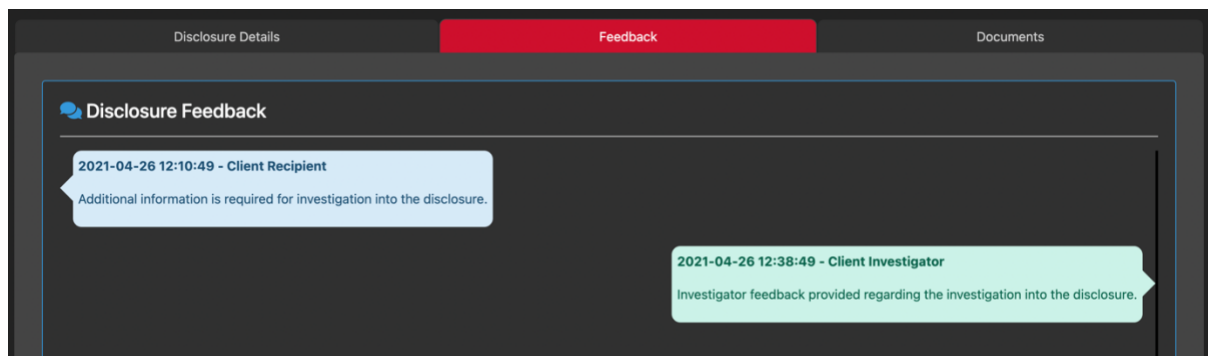 Disclosure Details
Feedback
Documents
Disclosure Feedback
2021-04-26 12:10:49 - Client Recipient
Additional information is required for investigation into the disclosure.
2021-04-26 12:38:49 - Client Investigator
Investigator feedback provided regarding the investigation into the disclosure.